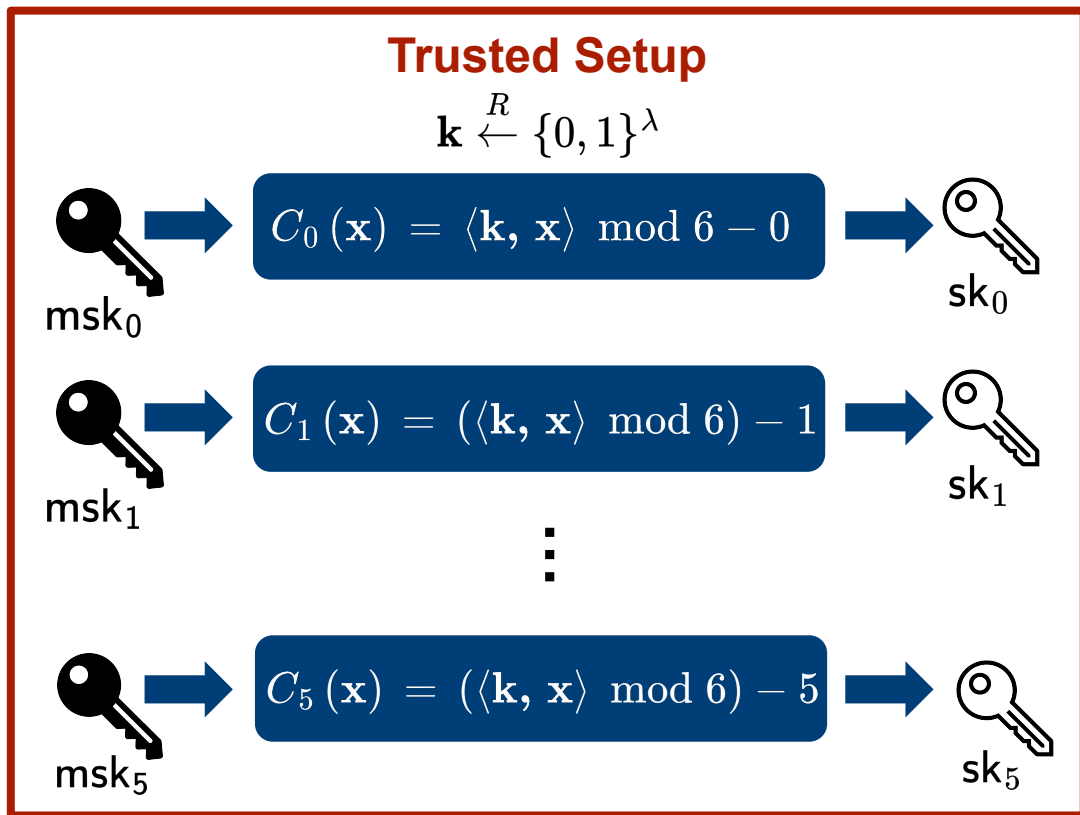 Trusted Setup
𝐤 ←ᴿ {0, 1}^λ
C₀ (𝐱) = ⟨𝐤, 𝐱⟩ mod 6 − 0
msk₀
sk₀
C₁ (𝐱) = (⟨𝐤, 𝐱⟩ mod 6) − 1
msk₁
sk₁
⋮
C₅ (𝐱) = (⟨𝐤, 𝐱⟩ mod 6) − 5
msk₅
sk₅